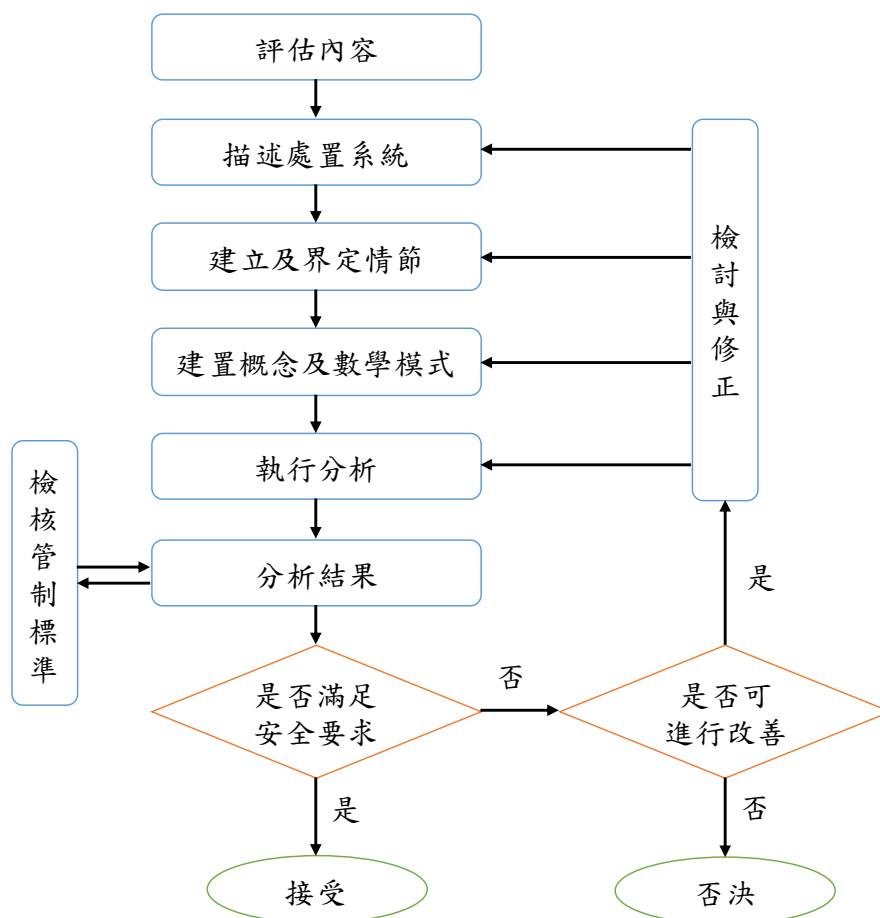 評估內容
描述處置系統
建立及界定情節
建置概念及數學模式
執行分析
分析結果
檢核管制標準
檢討與修正
是否滿足
安全要求
否
是否可
進行改善
是
是
否
接受
否決